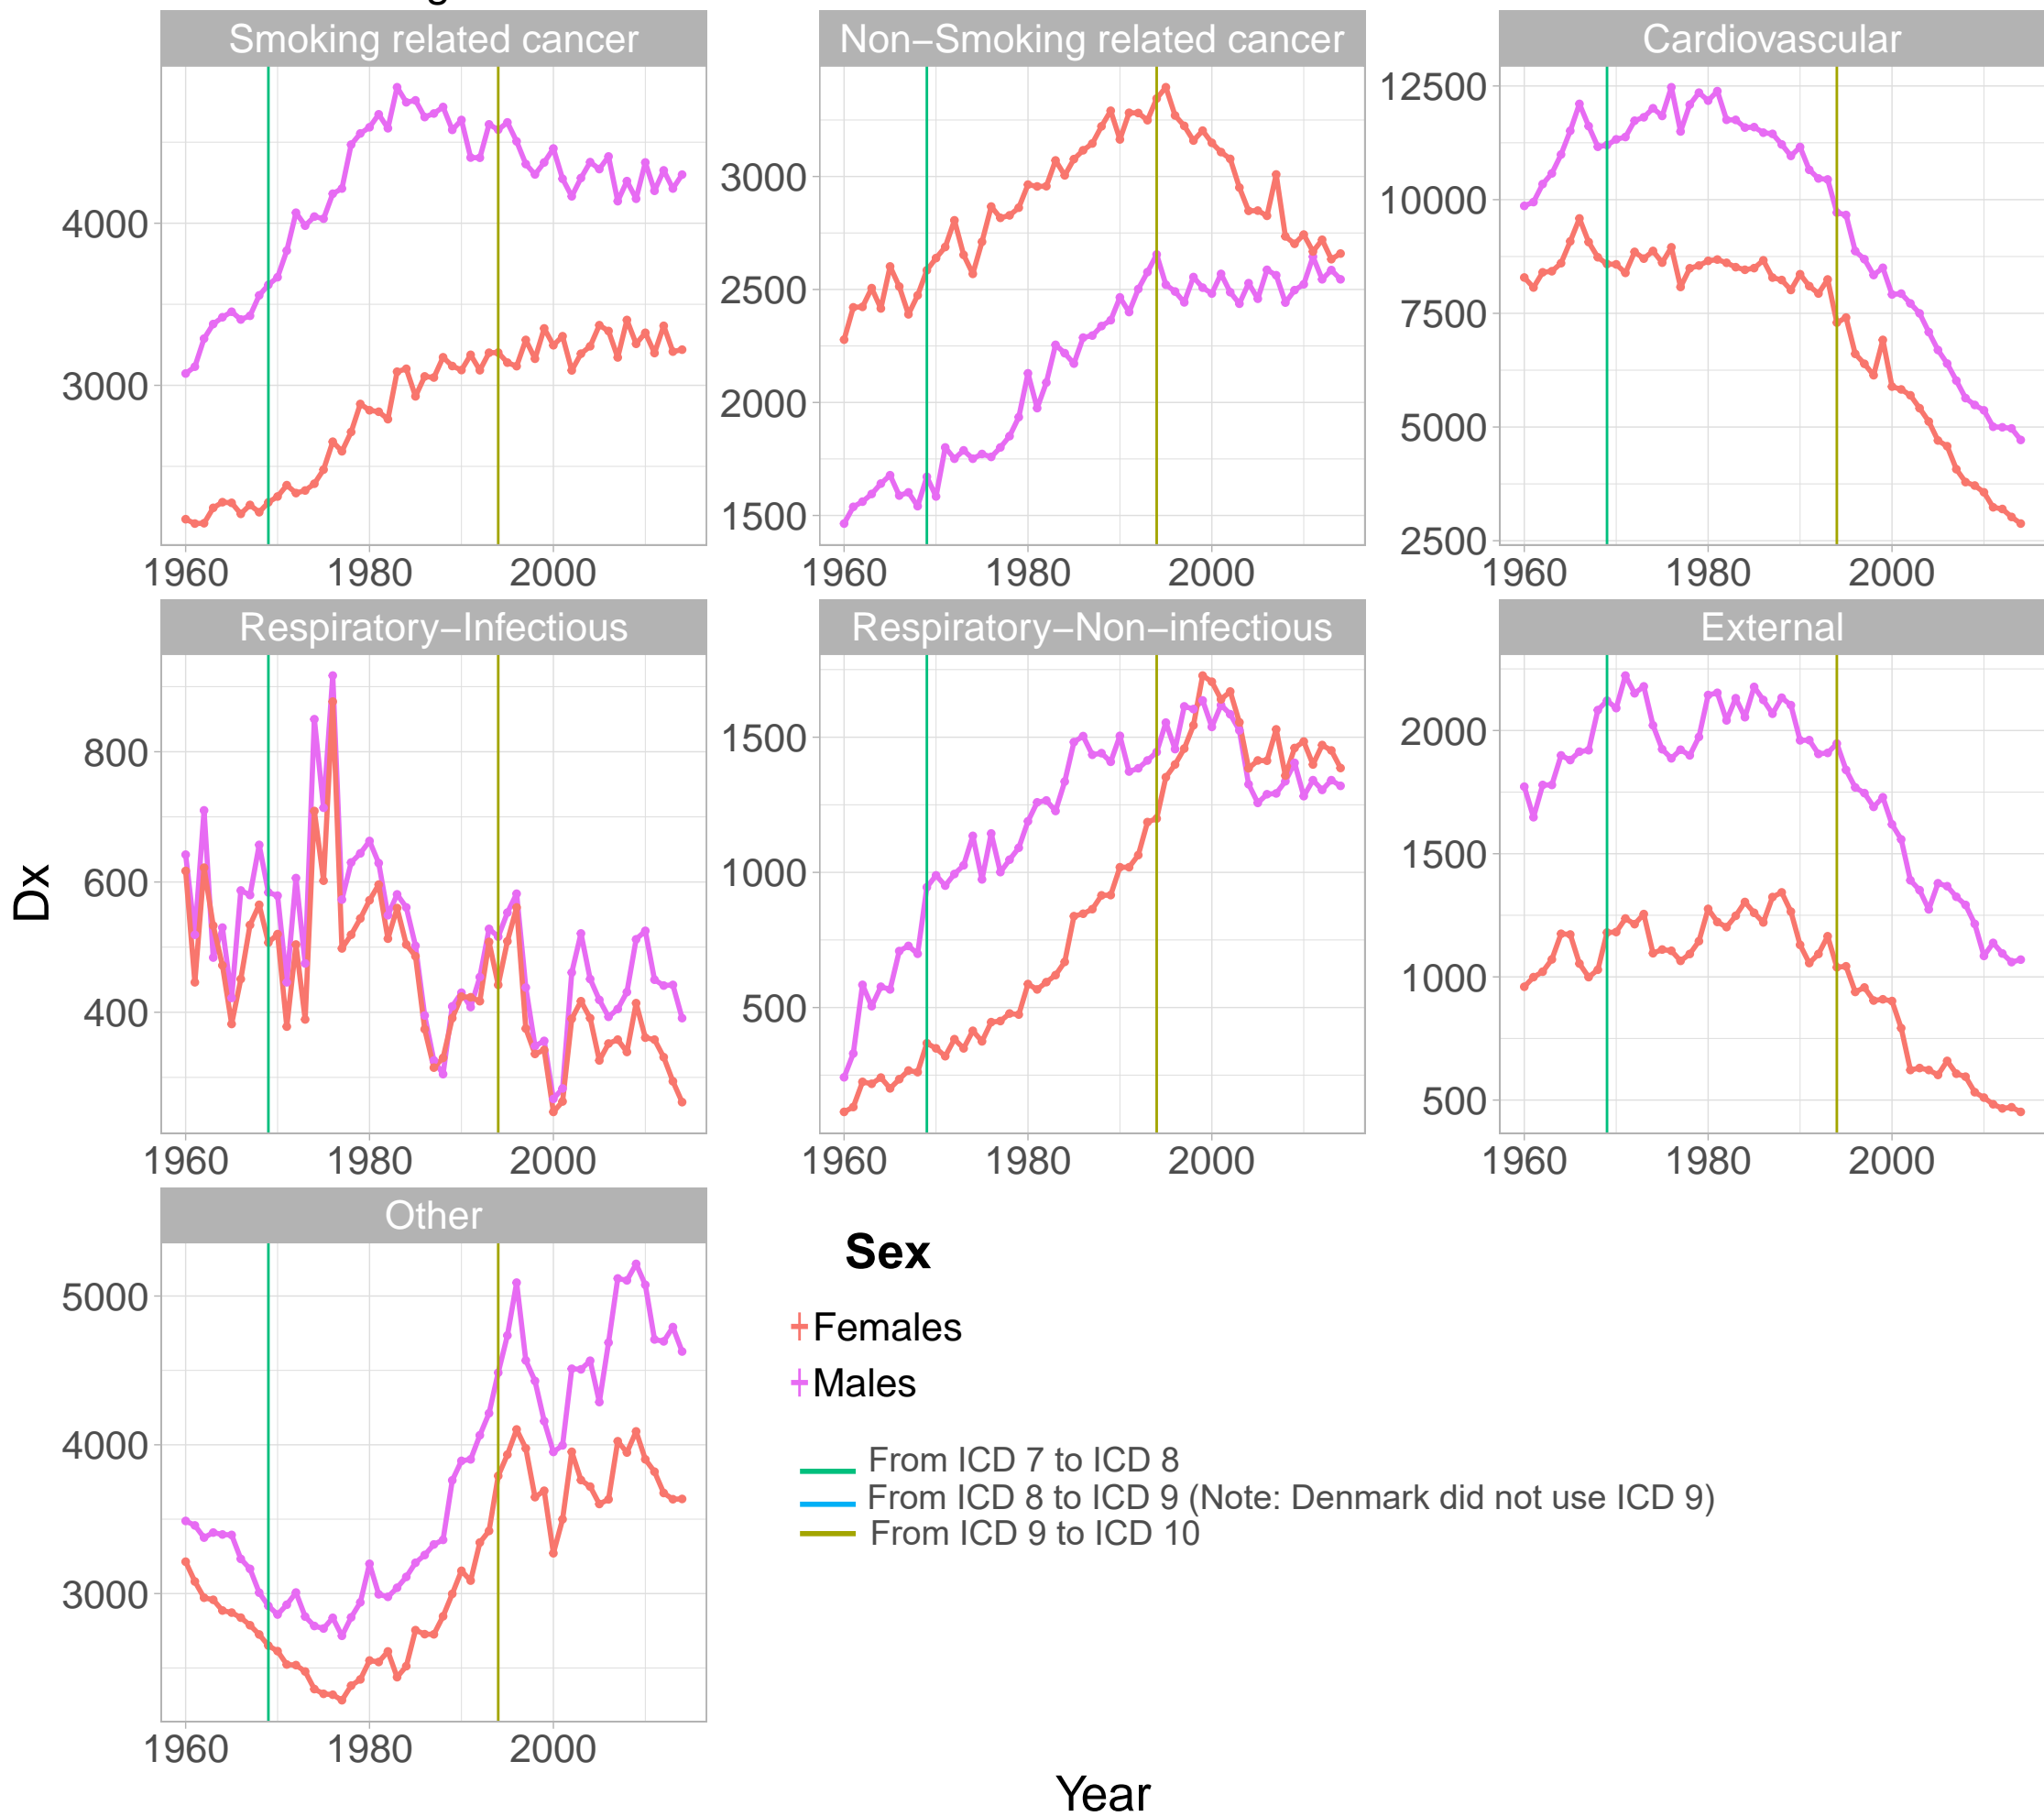 Smoking related cancer
Non−Smoking related cancer
Cardiovascular
4000
3000
1960 1980 2000
3000
2500
2000
1500
1960 1980 2000
12500
10000
7500
5000
2500
1960 1980 2000
Respiratory−Infectious
Respiratory−Non−infectious
External
800
600
400
1960 1980 2000
1500
1000
500
1960 1980 2000
2000
1500
1000
500
1960 1980 2000
Dx
Other
5000
4000
3000
1960 1980 2000
Sex
Females
Males
From ICD 7 to ICD 8
From ICD 8 to ICD 9 (Note: Denmark did not use ICD 9)
From ICD 9 to ICD 10
Year